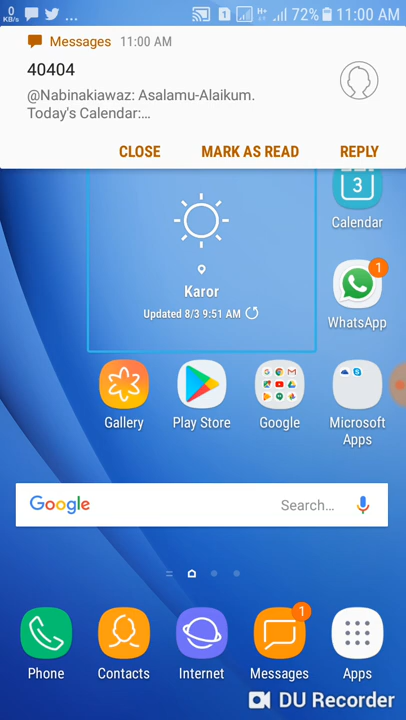 0
KB/s
... 1 H+ 72% 11:00 AM
Messages 11:00 AM
40404
@Nabinakiawaz: Asalamu-Alaikum.
Today's Calendar:...
CLOSE MARK AS READ REPLY
3
Calendar
Karor
Updated 8/3 9:51 AM
1
WhatsApp
Gallery Play Store Google Microsoft
Apps
Google Search...
1
Phone Contacts Internet Messages Apps
DU Recorder